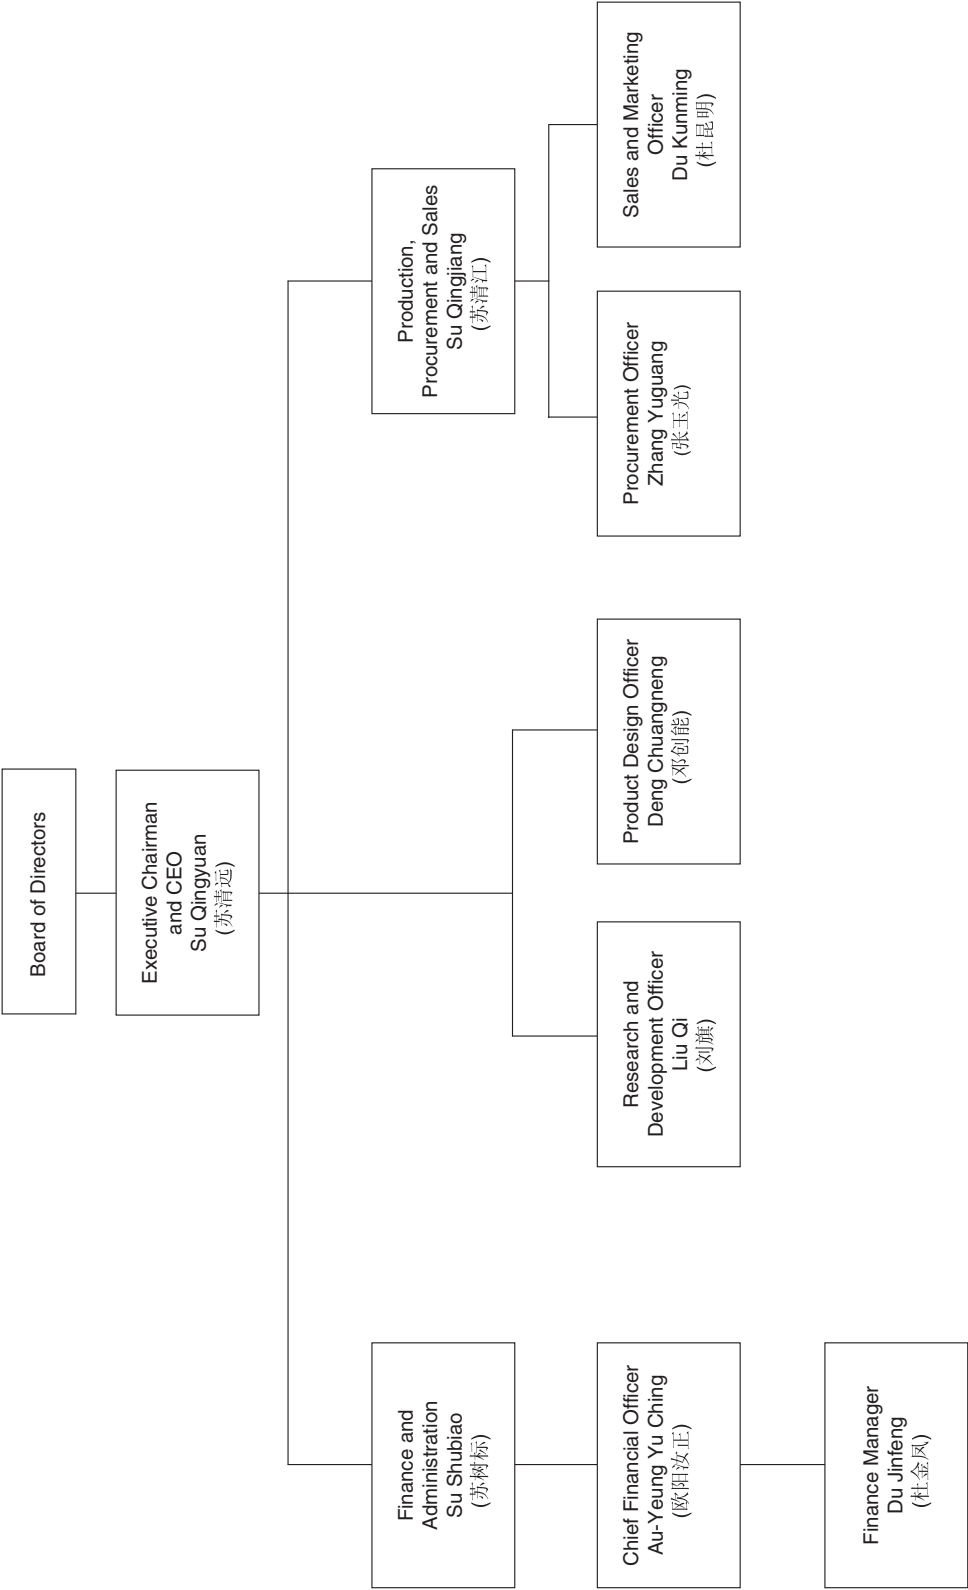 Board of Directors
Executive Chairman
and CEO
Su Qingyuan
(苏清远)
Finance and
Administration
Su Shubiao
(苏树标)
Production,
Procurement and Sales
Su Qingjiang
(苏清江)
Chief Financial Officer
Au-Yeung Yu Ching
(欧阳汝正)
Research and
Development Officer
Liu Qi
(刘旗)
Product Design Officer
Deng Chuangneng
(邓创能)
Procurement Officer
Zhang Yuguang
(张玉光)
Sales and Marketing
Officer
Du Kunming
(杜昆明)
Finance Manager
Du Jinfeng
(杜金凤)